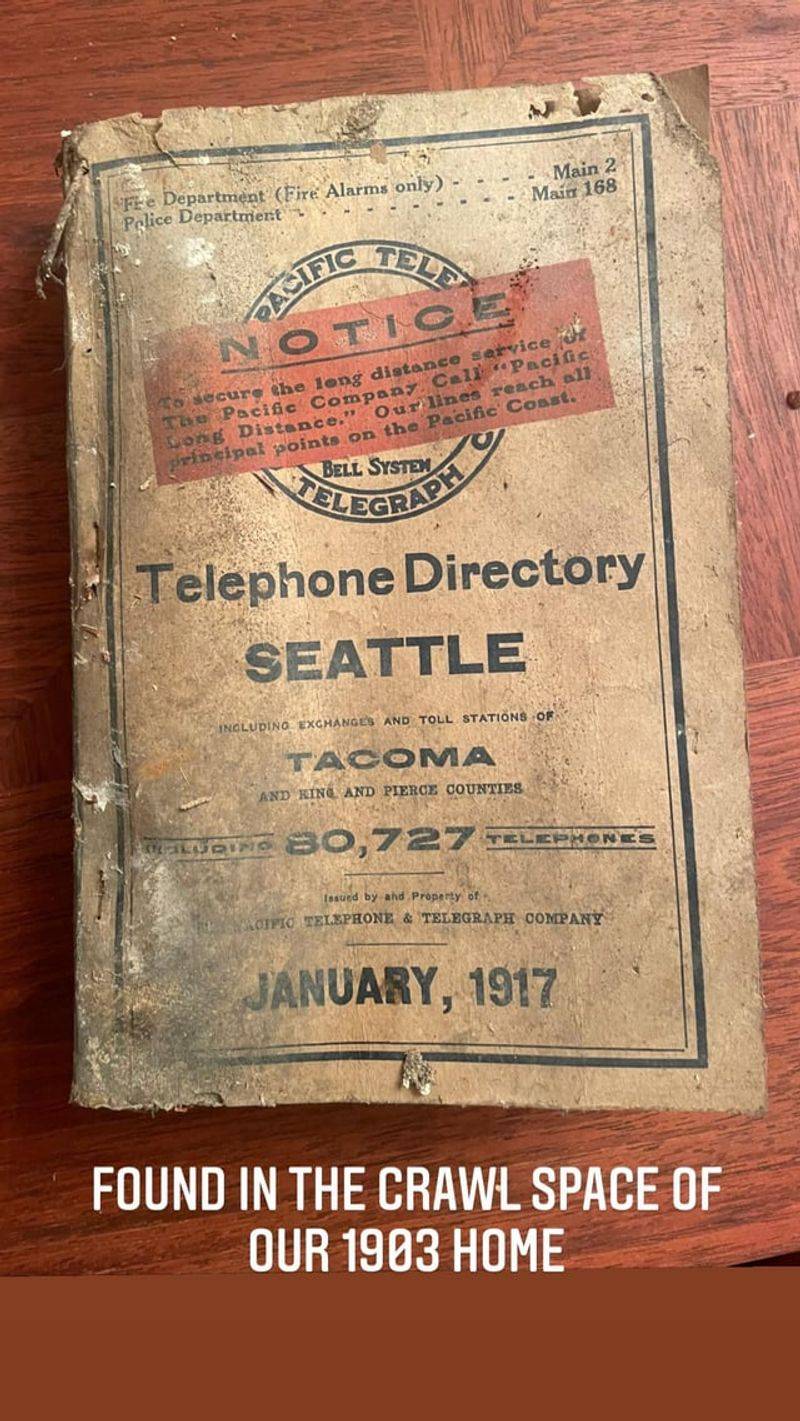 Fire Department (Fire Alarms only) - - - - Main 2
Police Department - - - - - - - - Main 168
PACIFIC TELE
NOTICE
To secure the long distance service of
The Pacific Company Call "Pacific
Long Distance." Our lines reach all
principal points on the Pacific Coast.
BELL SYSTEM
TELEGRAPH CO
Telephone Directory
SEATTLE
INCLUDING EXCHANGES AND TOLL STATIONS OF
TACOMA
AND KING AND PIERCE COUNTIES
INCLUDING 80,727 TELEPHONES
Issued by and Property of
PACIFIC TELEPHONE & TELEGRAPH COMPANY
JANUARY, 1917
FOUND IN THE CRAWL SPACE OF
OUR 1903 HOME